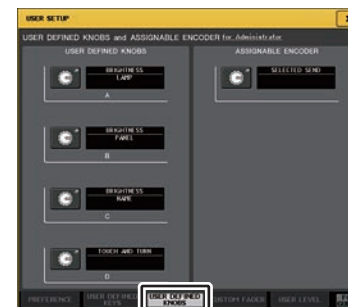 USER SETUP
USER DEFINED KNOBS and ASSIGNABLE ENCODER for Administrator
USER DEFINED KNOBS
ASSIGNABLE ENCODER
BRIGHTNESS
LAMP
A
SELECTED SEND
BRIGHTNESS
PANEL
B
BRIGHTNESS
NAME
C
TOUCH AND TURN
D
PREFERENCE
USER DEFINED
KEYS
USER DEFINED
KNOBS
CUSTOM FADER
USER LEVEL